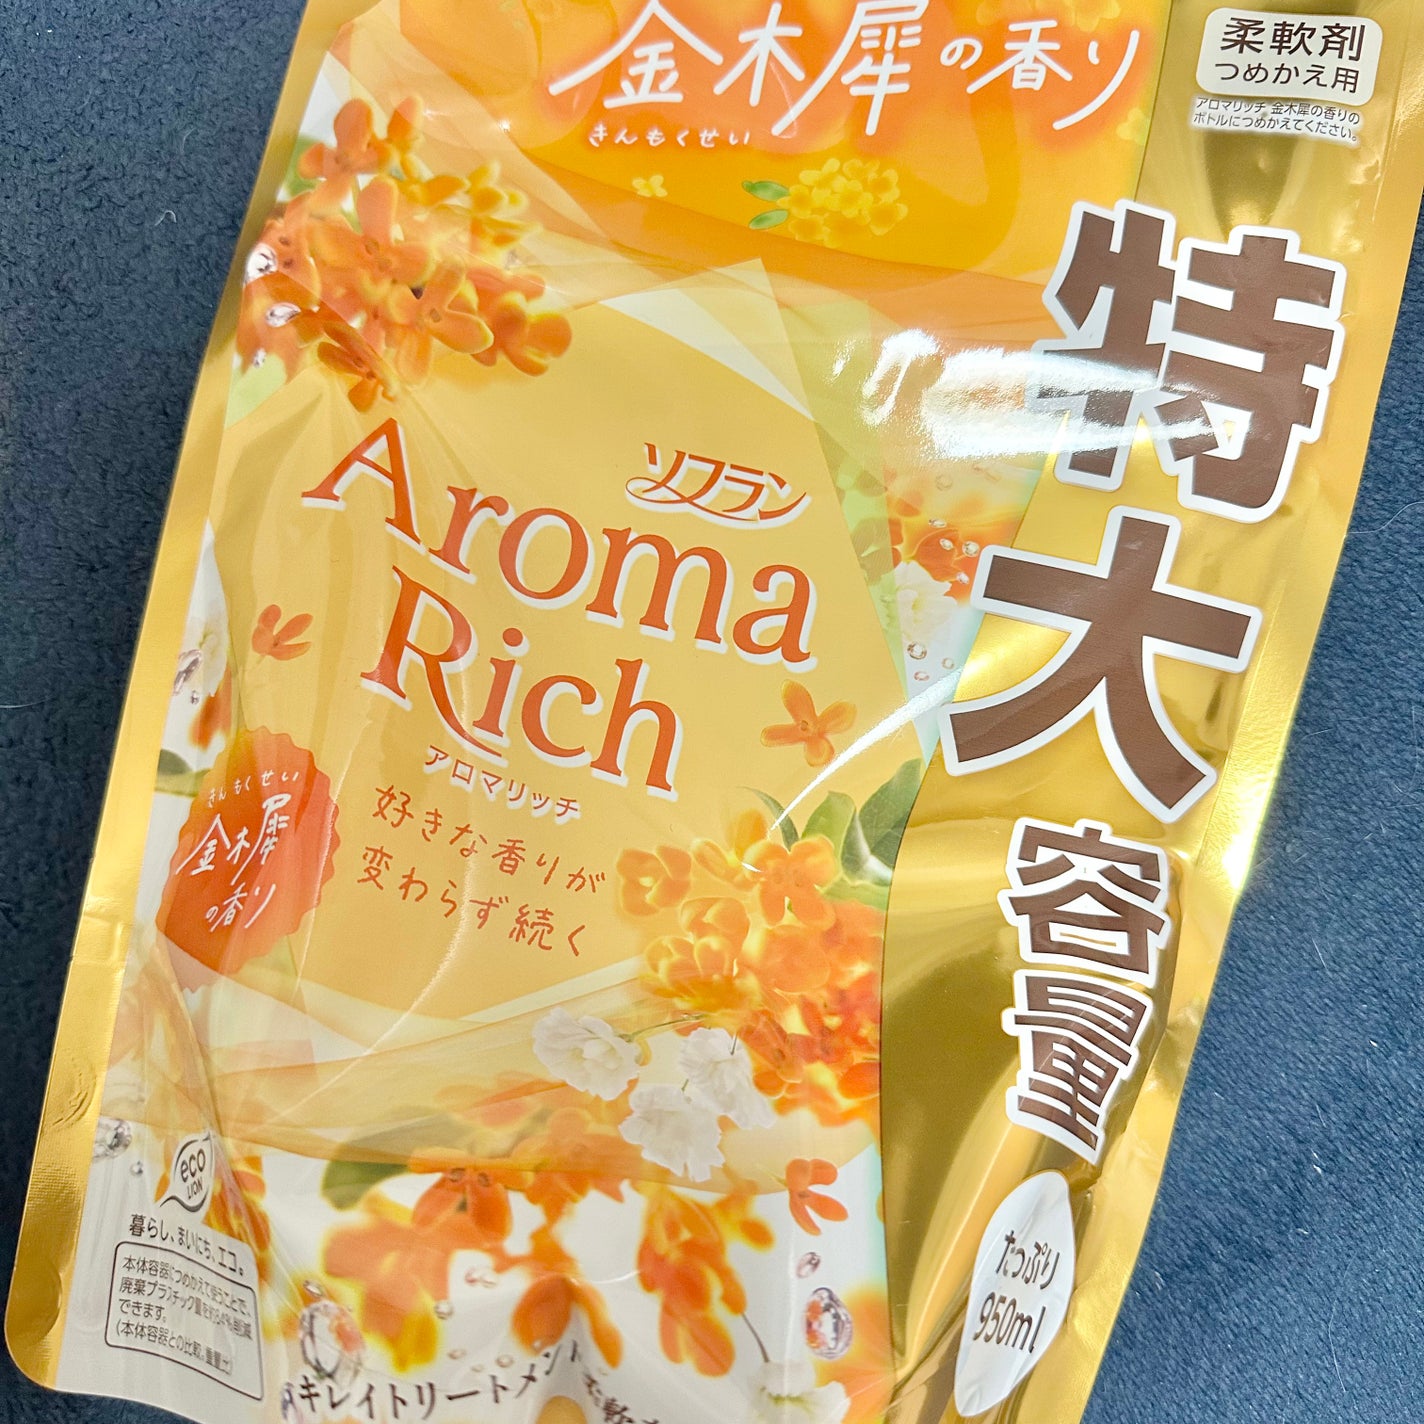 金木犀の香り
きんもくせい
柔軟剤
つめかえ用
アロマリッチ 金木犀の香りの
ボトルにつめかえてください。
特大
容量
ソフラン
Aroma
Rich
アロマリッチ
好きな香りが
変わらず続く
きんもくせい
金木犀
の香り
eco
LION
暮らし、まいにち、エコ。
本体容器につめかえて使うことで、
廃棄プラスチック量を約84%削減
できます。
(本体容器との比較、重量比)
たっぷり
950ml
キレイトリートメント